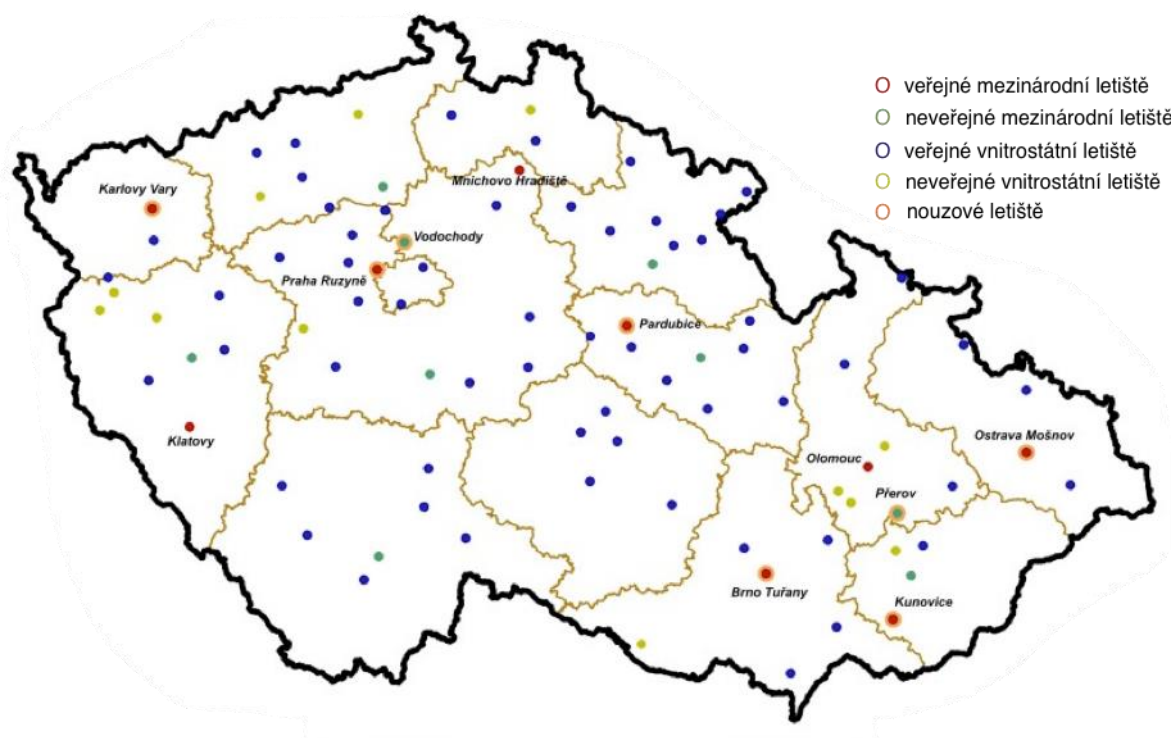 O veřejné mezinárodní letiště
O neveřejné mezinárodní letiště
O veřejné vnitrostátní letiště
O neveřejné vnitrostátní letiště
O nouzové letiště
Karlovy Vary
Mnichovo Hradiště
Vodochody
Praha Ruzyně
Pardubice
Klatovy
Ostrava Mošnov
Olomouc
Přerov
Brno Tuřany
Kunovice